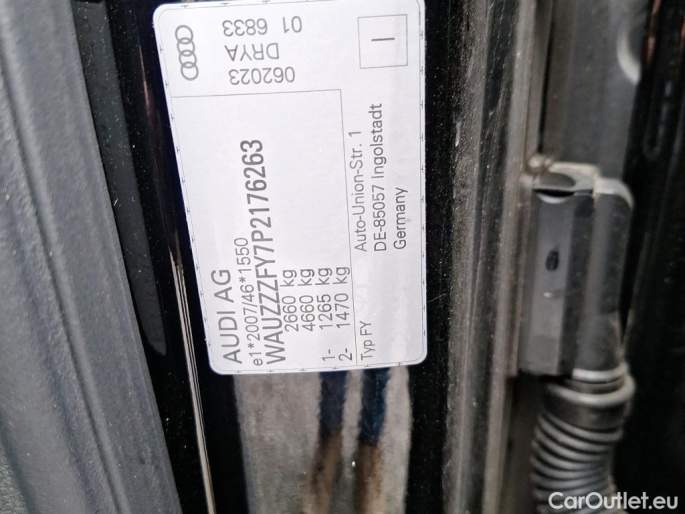 AUDI AG
e1*2007/46*1550
WAUZZZFY7P2176263
2660 kg
4660 kg
1- 1265 kg
2- 1470 kg
Typ FY
Auto-Union-Str. 1
DE-85057 Ingolstadt
Germany
062023
DRYA
01 6833
I
CarOutlet.eu